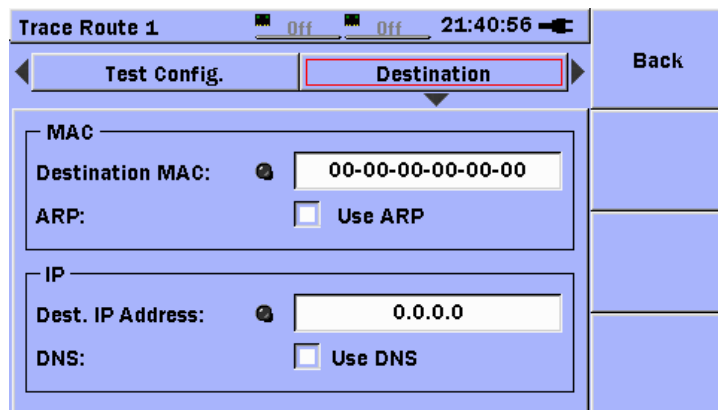 Trace Route 1 Off Off 21:40:56
Back
Test Config. Destination
MAC
Destination MAC: 00-00-00-00-00-00
ARP: Use ARP
IP
Dest. IP Address: 0.0.0.0
DNS: Use DNS